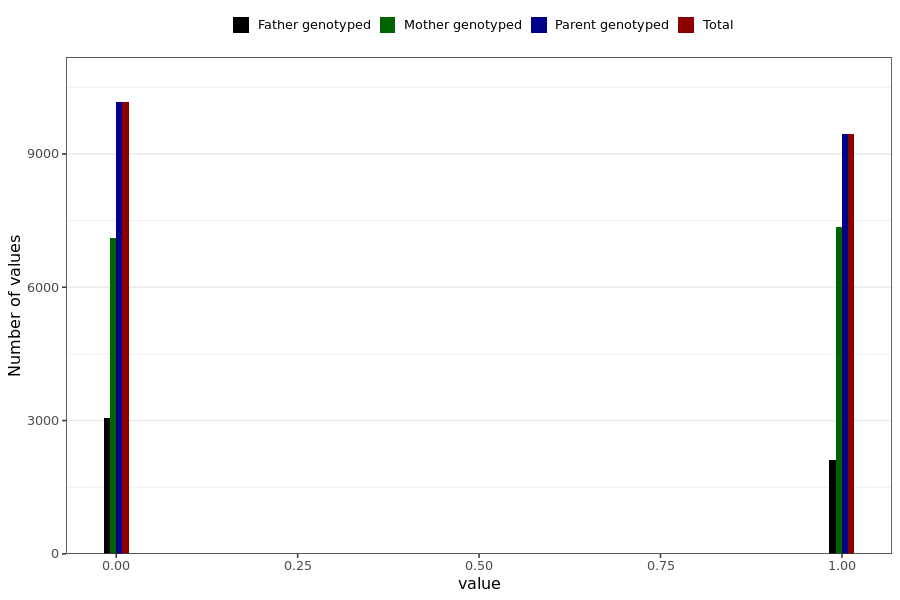 Father genotyped Mother genotyped Parent genotyped Total
Number of values
9000
6000
3000
0
0.00 0.25 0.50 0.75 1.00
value